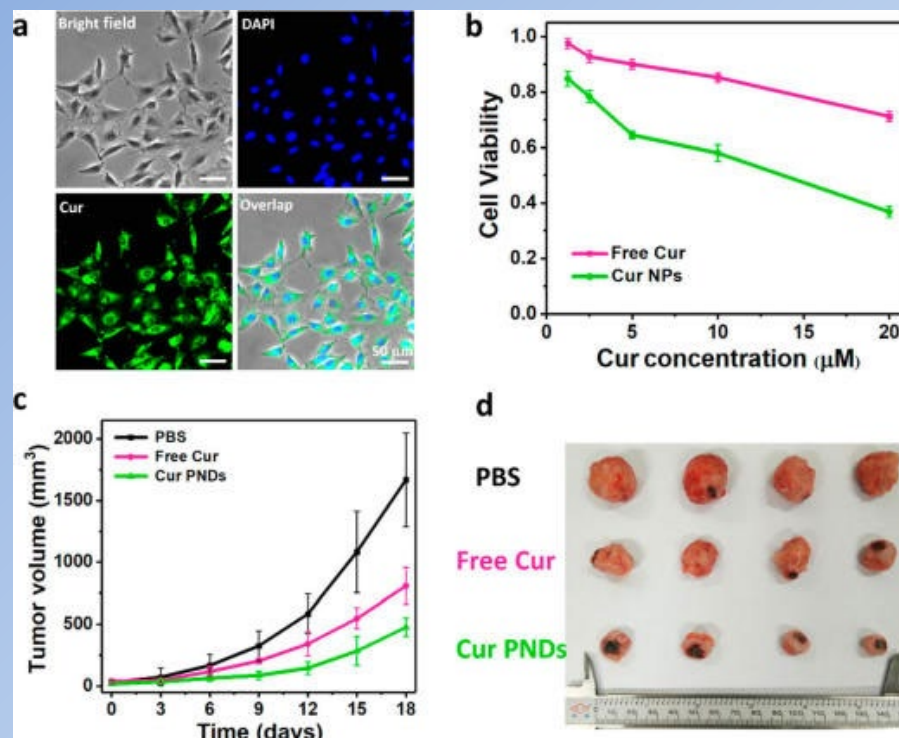 a
Bright field
DAPI
Cur
Overlap
50 μm
b
1.0
0.8
0.6
0.4
0.2
0.0
Cell Viability
Free Cur
Cur NPs
0
5
10
15
20
Cur concentration (μM)
c
2000
1500
1000
500
0
Tumor volume (mm³)
PBS
Free Cur
Cur PNDs
0 3 6 9 12 15 18
Time (days)
d
PBS
Free Cur
Cur PNDs